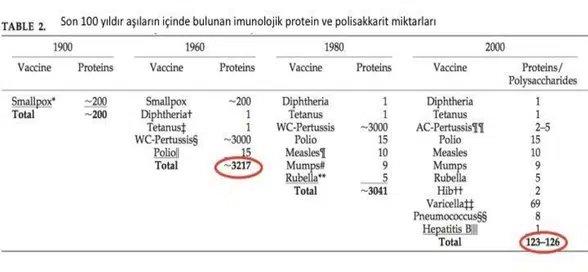 TABLE 2. Son 100 yıldır aşıların içinde bulunan imunolojik protein ve polisakkarit miktarları
1900 1960 1980 2000
Vaccine Proteins Vaccine Proteins Vaccine Proteins Vaccine Proteins/
Polysaccharides
Smallpox* ~200 Smallpox ~200 Diphtheria 1 Diphtheria 1
Total ~200 Diphtheria† 1 Tetanus 1 Tetanus 1
Tetanus‡ 1 WC-Pertussis ~3000 AC-Pertussis¶¶ 2–5
WC-Pertussis§ ~3000 Polio 15 Polio 15
Polio|| 15 Measles¶ 10 Measles 10
Total ~3217 Mumps# 9 Mumps 9
Rubella** 5 Rubella 5
Total ~3041 Hib†† 2
Varicella‡‡ 69
Pneumococcus§§ 8
Hepatitis B|||| 1
Total 123–126